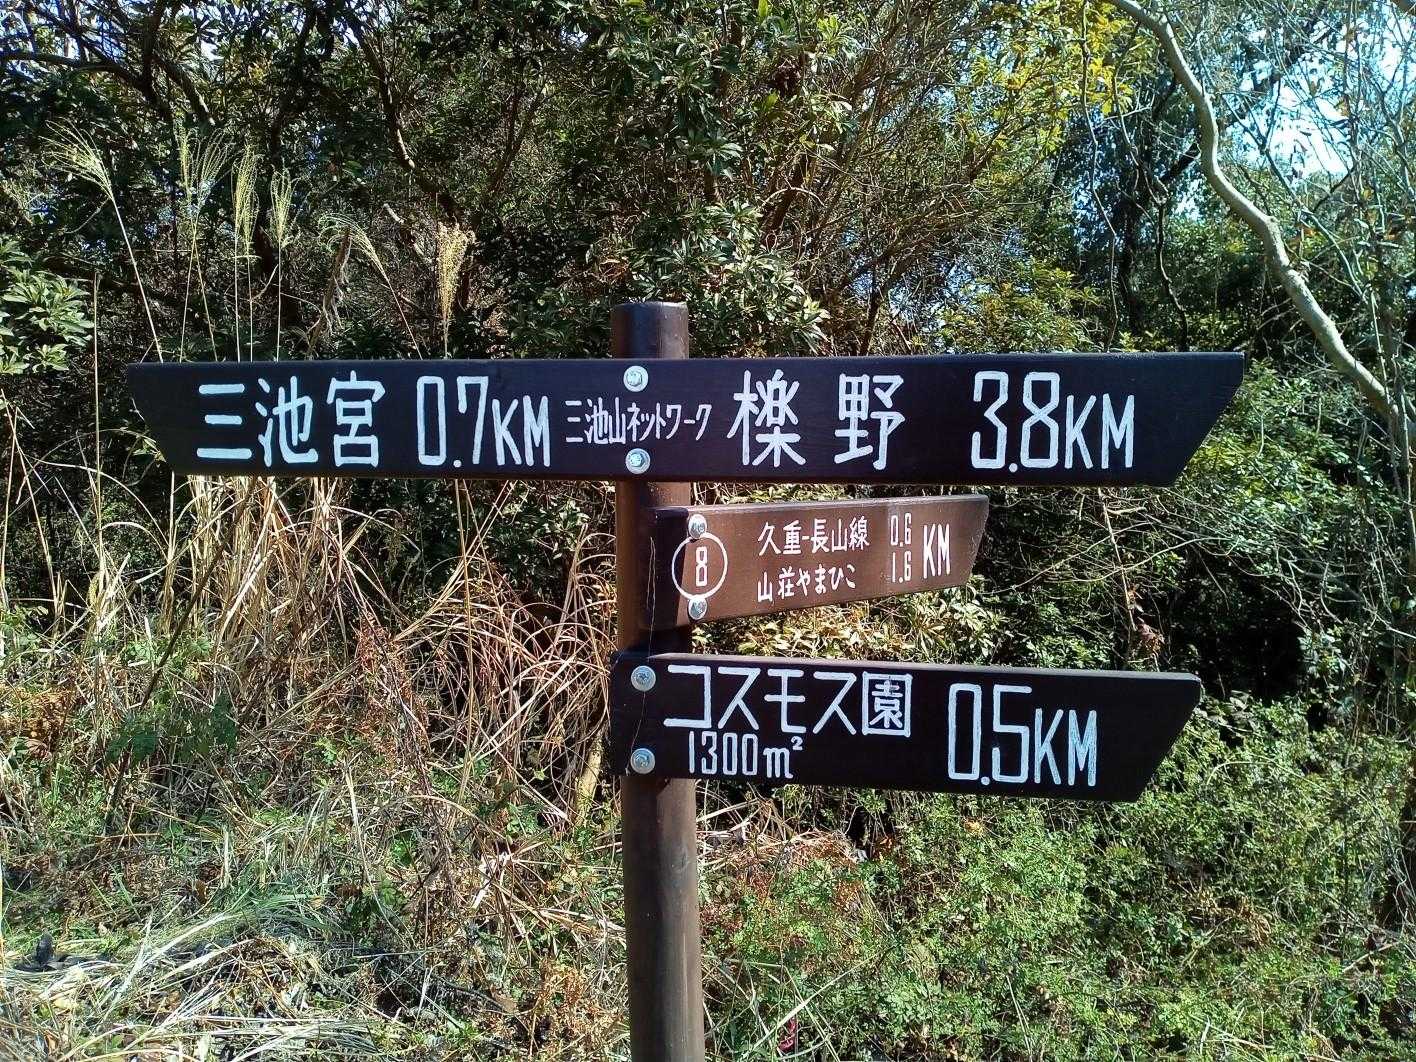 三池宮 0.7KM 三池山ネットワーク 櫟野 3.8KM
8
久重-長山線 0.6
山荘やまひこ 1.6 KM
コスモス園 0.5KM
1300㎡